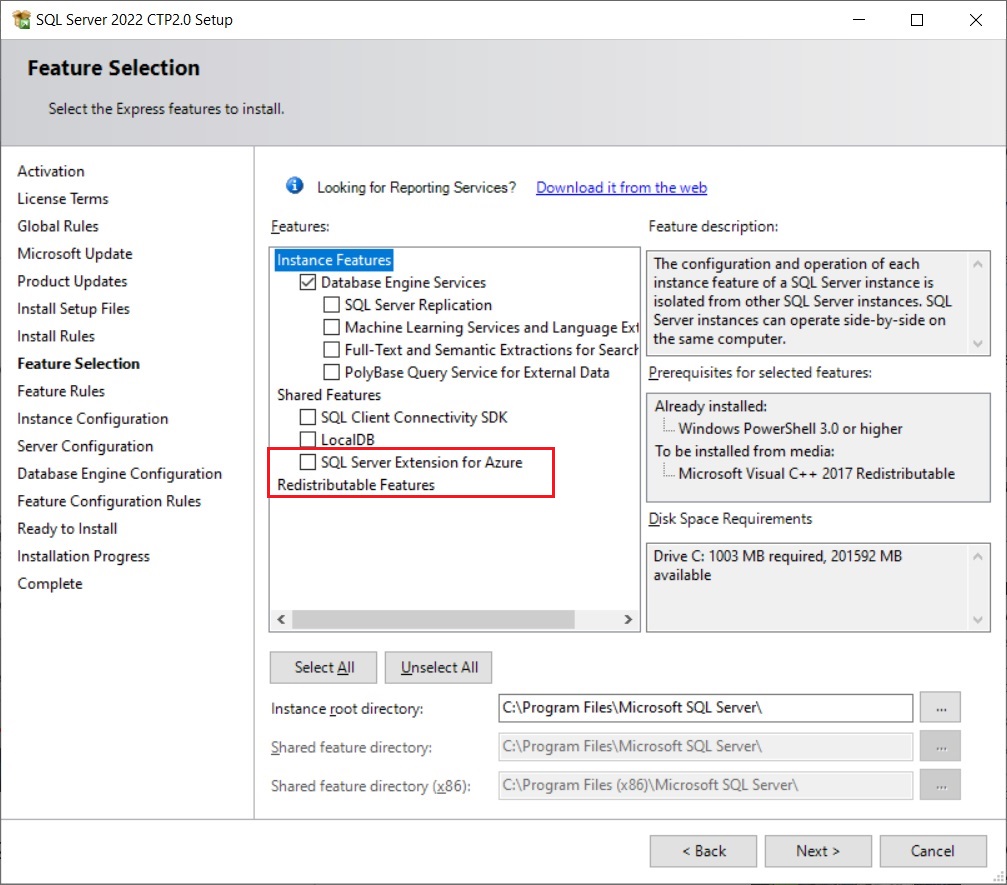 SQL Server 2022 CTP2.0 Setup
Feature Selection
Select the Express features to install.
Activation
License Terms
Global Rules
Microsoft Update
Product Updates
Install Setup Files
Install Rules
Feature Selection
Feature Rules
Instance Configuration
Server Configuration
Database Engine Configuration
Feature Configuration Rules
Ready to Install
Installation Progress
Complete
Looking for Reporting Services? Download it from the web
Features:
Instance Features
Database Engine Services
SQL Server Replication
Machine Learning Services and Language Ext
Full-Text and Semantic Extractions for Search
PolyBase Query Service for External Data
Shared Features
SQL Client Connectivity SDK
LocalDB
SQL Server Extension for Azure
Redistributable Features
Feature description:
The configuration and operation of each
instance feature of a SQL Server instance is
isolated from other SQL Server instances. SQL
Server instances can operate side-by-side on
the same computer.
Prerequisites for selected features:
Already installed:
Windows PowerShell 3.0 or higher
To be installed from media:
Microsoft Visual C++ 2017 Redistributable
Disk Space Requirements
Drive C: 1003 MB required, 201592 MB
available
Select All
Unselect All
Instance root directory:
C:\Program Files\Microsoft SQL Server\
...
Shared feature directory:
C:\Program Files\Microsoft SQL Server\
...
Shared feature directory (x86):
C:\Program Files (x86)\Microsoft SQL Server\
...
< Back
Next >
Cancel